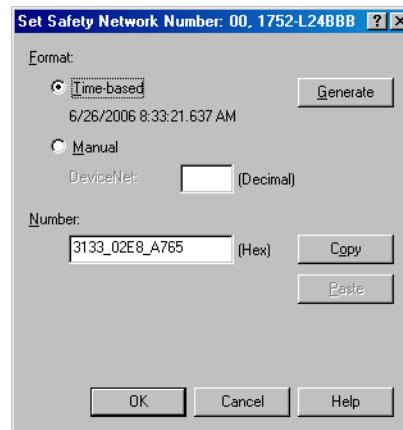 Set Safety Network Number: 00, 1752-L24BBB ? ×
Format:
Time-based
Generate
6/26/2006 8:33:21.637 AM
Manual
DeviceNet: (Decimal)
Number:
3133_02E8_A765 (Hex) Copy
Paste
OK Cancel Help